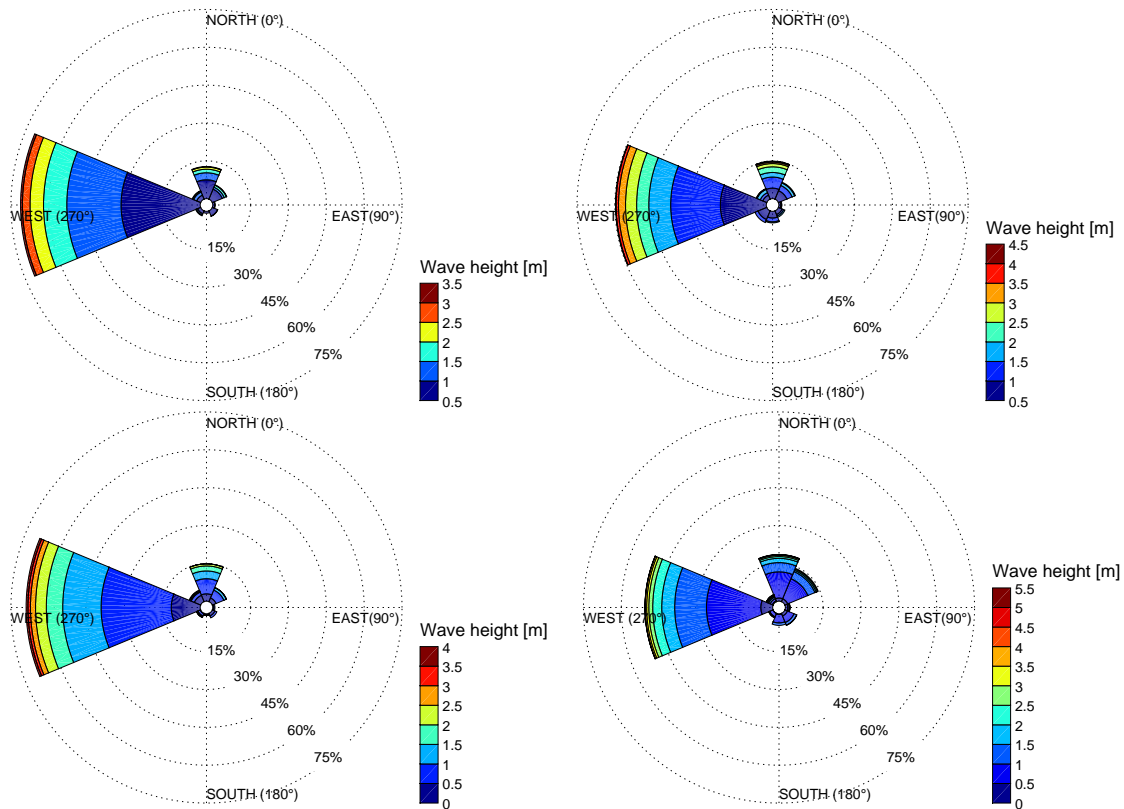 NORTH (0°)
WEST (270°)
EAST(90°)
15%
30%
45%
60%
75%
SOUTH (180°)
Wave height [m]
3.5
3
2.5
2
1.5
1
0.5
NORTH (0°)
WEST (270°)
EAST(90°)
15%
30%
45%
60%
75%
SOUTH (180°)
Wave height [m]
4.5
4
3.5
3
2.5
2
1.5
1
0.5
NORTH (0°)
WEST (270°)
EAST(90°)
15%
30%
45%
60%
75%
SOUTH (180°)
Wave height [m]
4
3.5
3
2.5
2
1.5
1
0.5
0
NORTH (0°)
WEST (270°)
EAST(90°)
15%
30%
45%
60%
75%
SOUTH (180°)
Wave height [m]
5.5
5
4.5
4
3.5
3
2.5
2
1.5
1
0.5
0